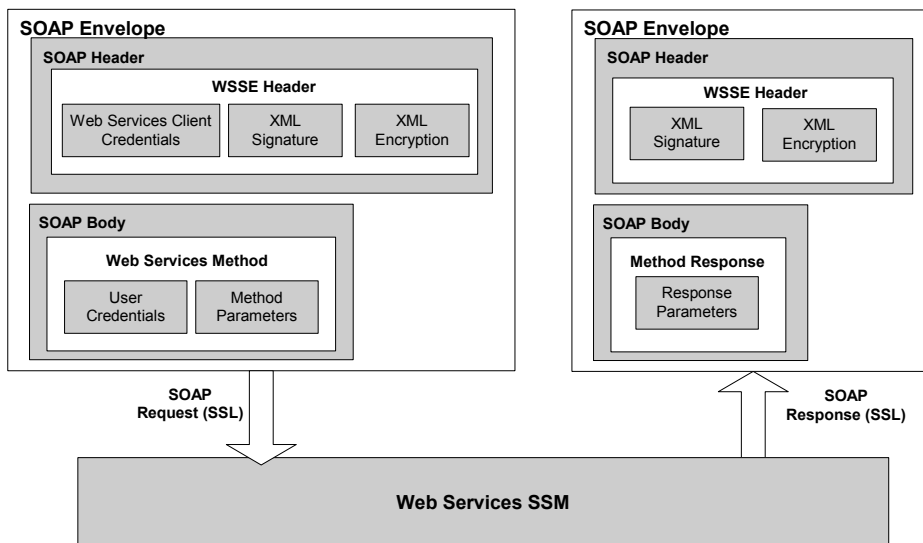 SOAP Envelope
SOAP Header
WSSE Header
Web Services Client
Credentials
XML
Signature
XML
Encryption
SOAP Body
Web Services Method
User
Credentials
Method
Parameters
SOAP
Request (SSL)
SOAP Envelope
SOAP Header
WSSE Header
XML
Signature
XML
Encryption
SOAP Body
Method Response
Response
Parameters
SOAP
Response (SSL)
Web Services SSM